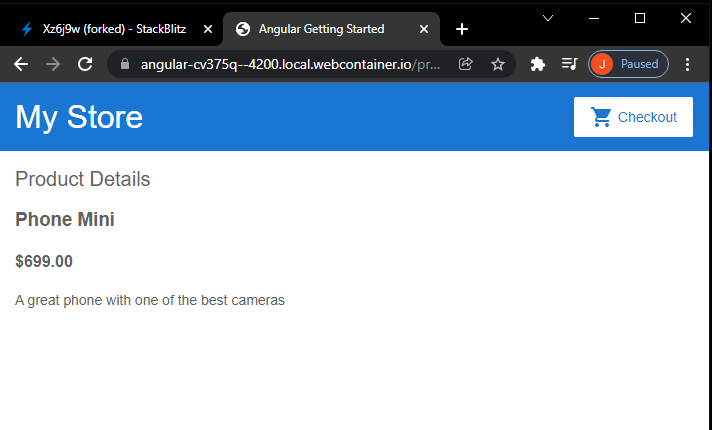 Xz6j9w (forked) - StackBlitz
Angular Getting Started
angular-cv375q--4200.local.webcontainer.io/pr...
J Paused
My Store
Checkout
Product Details
Phone Mini
$699.00
A great phone with one of the best cameras